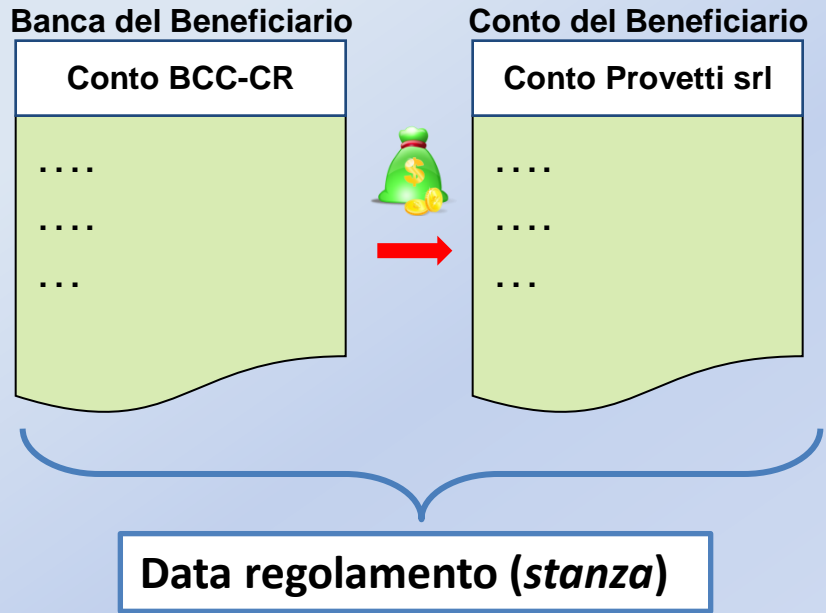 Banca del Beneficiario
Conto del Beneficiario
Conto BCC-CR
Conto Provetti srl
. . . .
. . . .
. . .
. . . .
. . . .
. . .
$
Data regolamento (stanza)